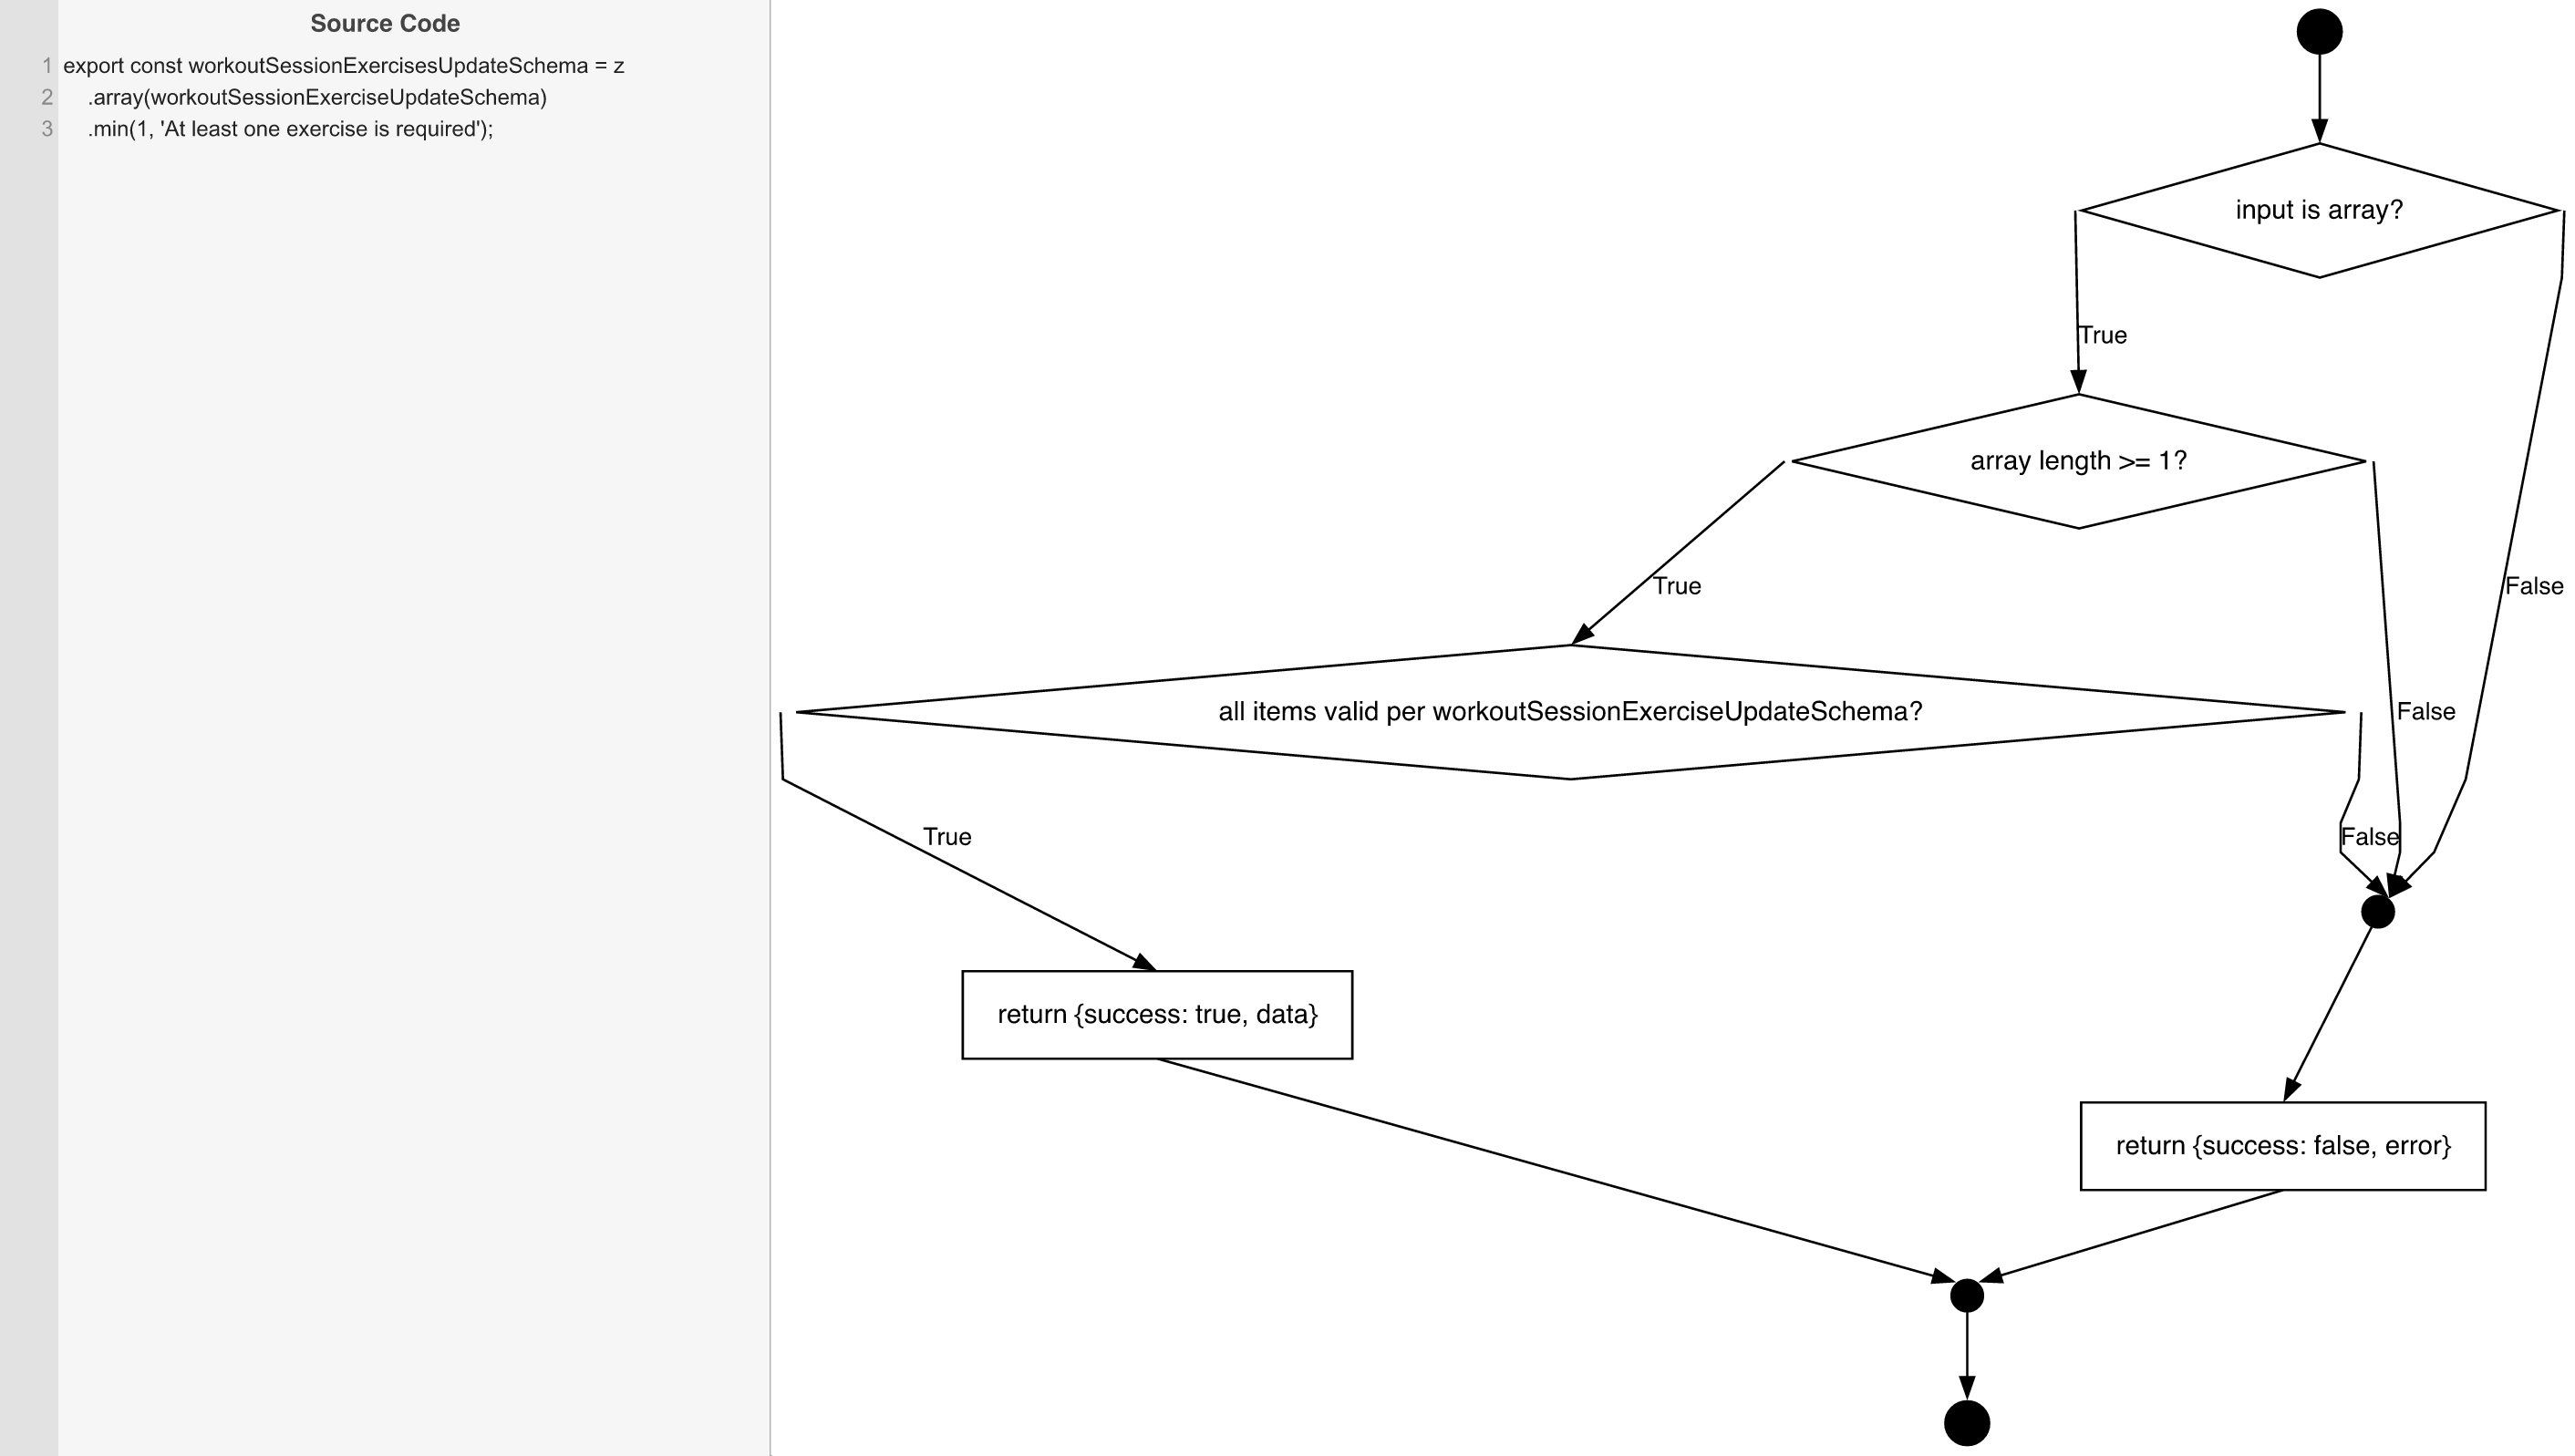 Source Code
1 export const workoutSessionExercisesUpdateSchema = z
2 .array(workoutSessionExerciseUpdateSchema)
3 .min(1, 'At least one exercise is required');
input is array?
True
array length >= 1?
True
False
all items valid per workoutSessionExerciseUpdateSchema?
False
True
False
return {success: true, data}
return {success: false, error}